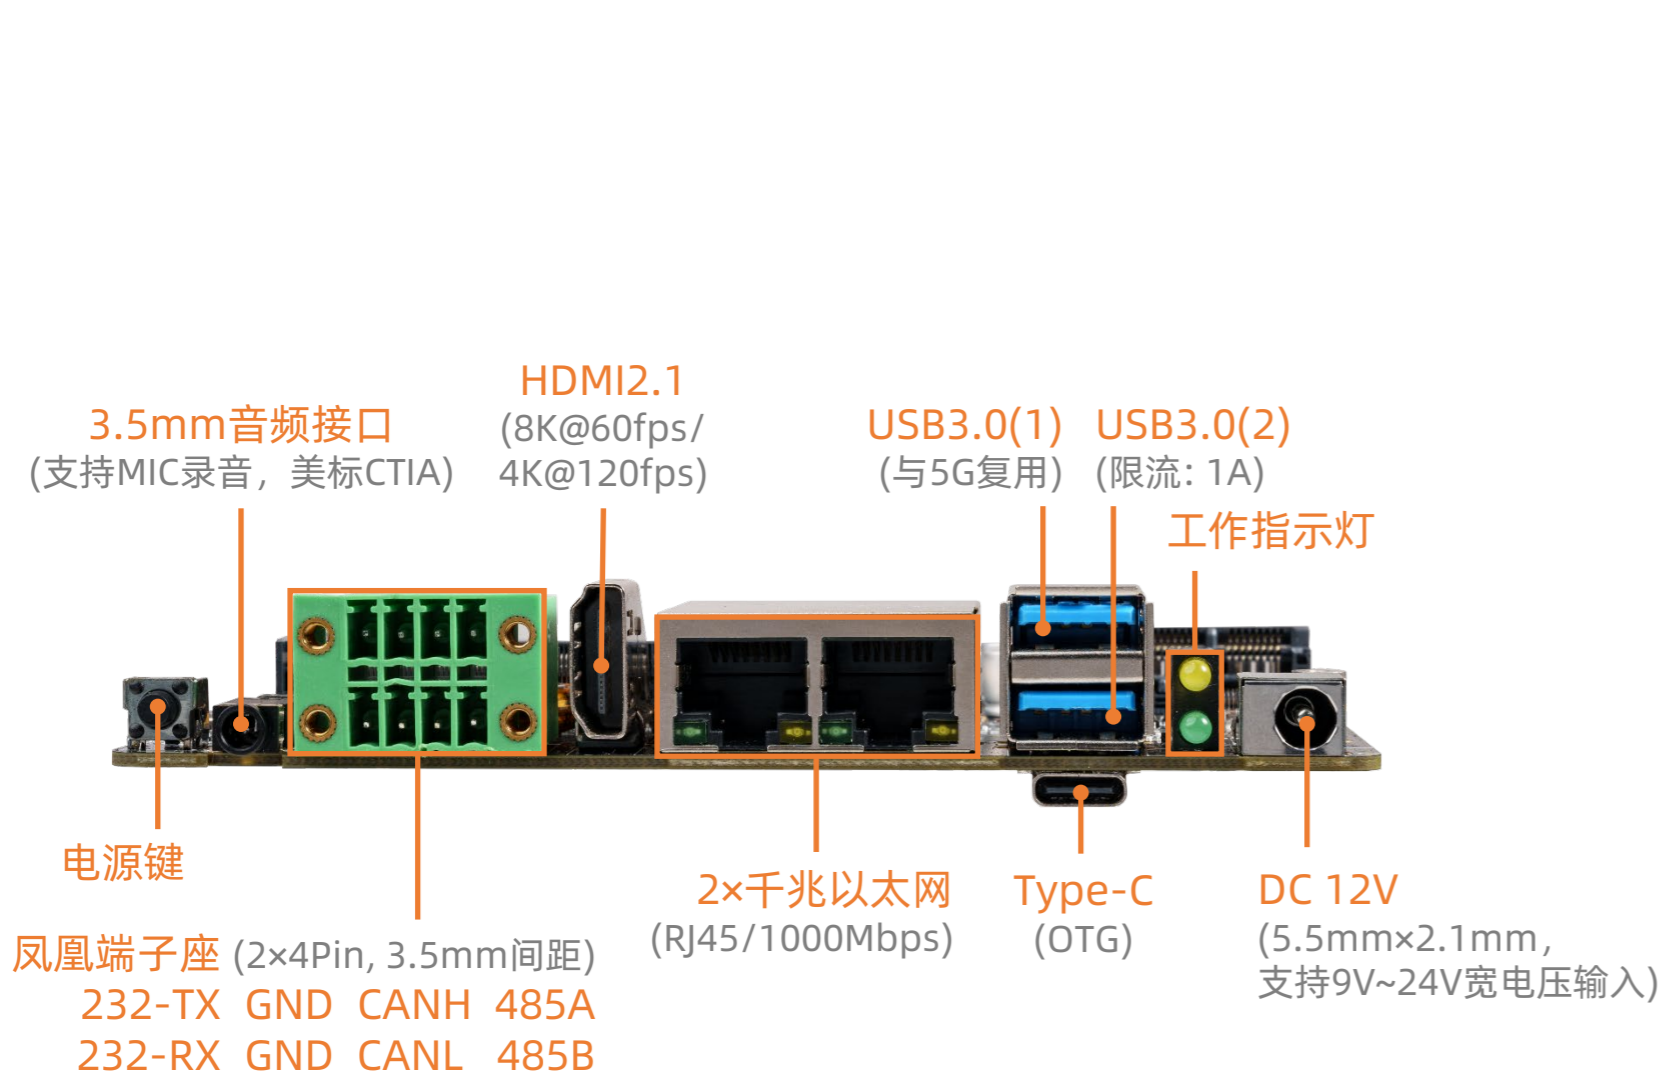 HDMI2.1
(8K@60fps/
4K@120fps)
3.5mm音频接口
(支持MIC录音，美标CTIA)
USB3.0(1)
(与5G复用)
USB3.0(2)
(限流: 1A)
工作指示灯
电源键
凤凰端子座 (2×4Pin, 3.5mm间距)
232-TX GND CANH 485A
232-RX GND CANL 485B
2×千兆以太网
(RJ45/1000Mbps)
Type-C
(OTG)
DC 12V
(5.5mm×2.1mm，
支持9V~24V宽电压输入)